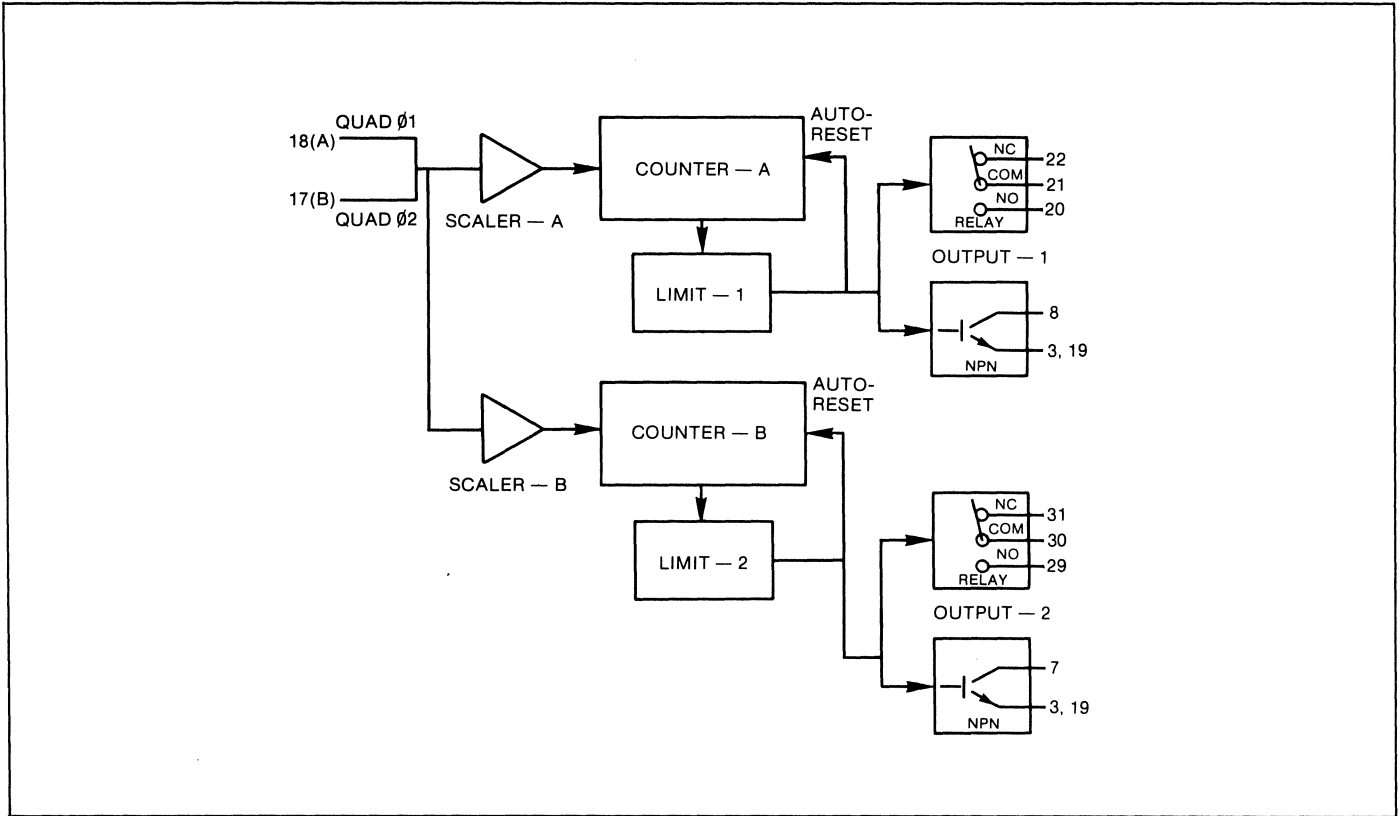 QUAD Ø1
18(A)
17(B)
QUAD Ø2
SCALER — A
COUNTER — A
AUTO-
RESET
LIMIT — 1
NC
22
COM
21
NO
20
RELAY
OUTPUT — 1
8
3, 19
NPN
SCALER — B
COUNTER — B
AUTO-
RESET
LIMIT — 2
NC
31
COM
30
NO
29
RELAY
OUTPUT — 2
7
3, 19
NPN